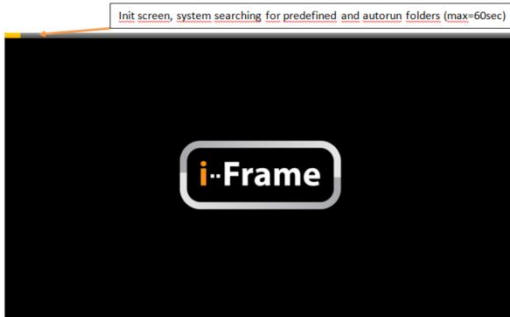 Init screen, system searching for predefined and autorun folders (max=60sec)
i··Frame